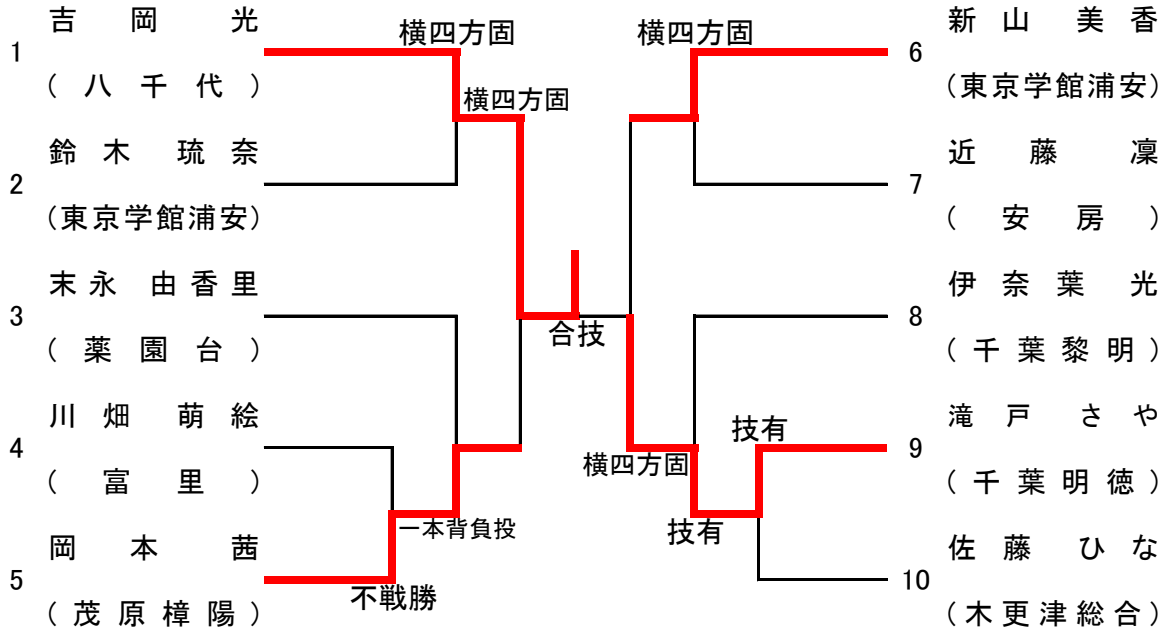 吉岡光
1
(八千代)
鈴木琉奈
2
(東京学館浦安)
末永由香里
3
(薬園台)
川畑萌絵
4
(富里)
岡本茜
5
(茂原樟陽)
横四方固
横四方固
一本背負投
不戦勝
合技
横四方固
横四方固
技有
技有
新山美香
6
(東京学館浦安)
近藤凜
7
(安房)
伊奈葉光
8
(千葉黎明)
滝戸さや
9
(千葉明徳)
佐藤ひな
10
(木更津総合)